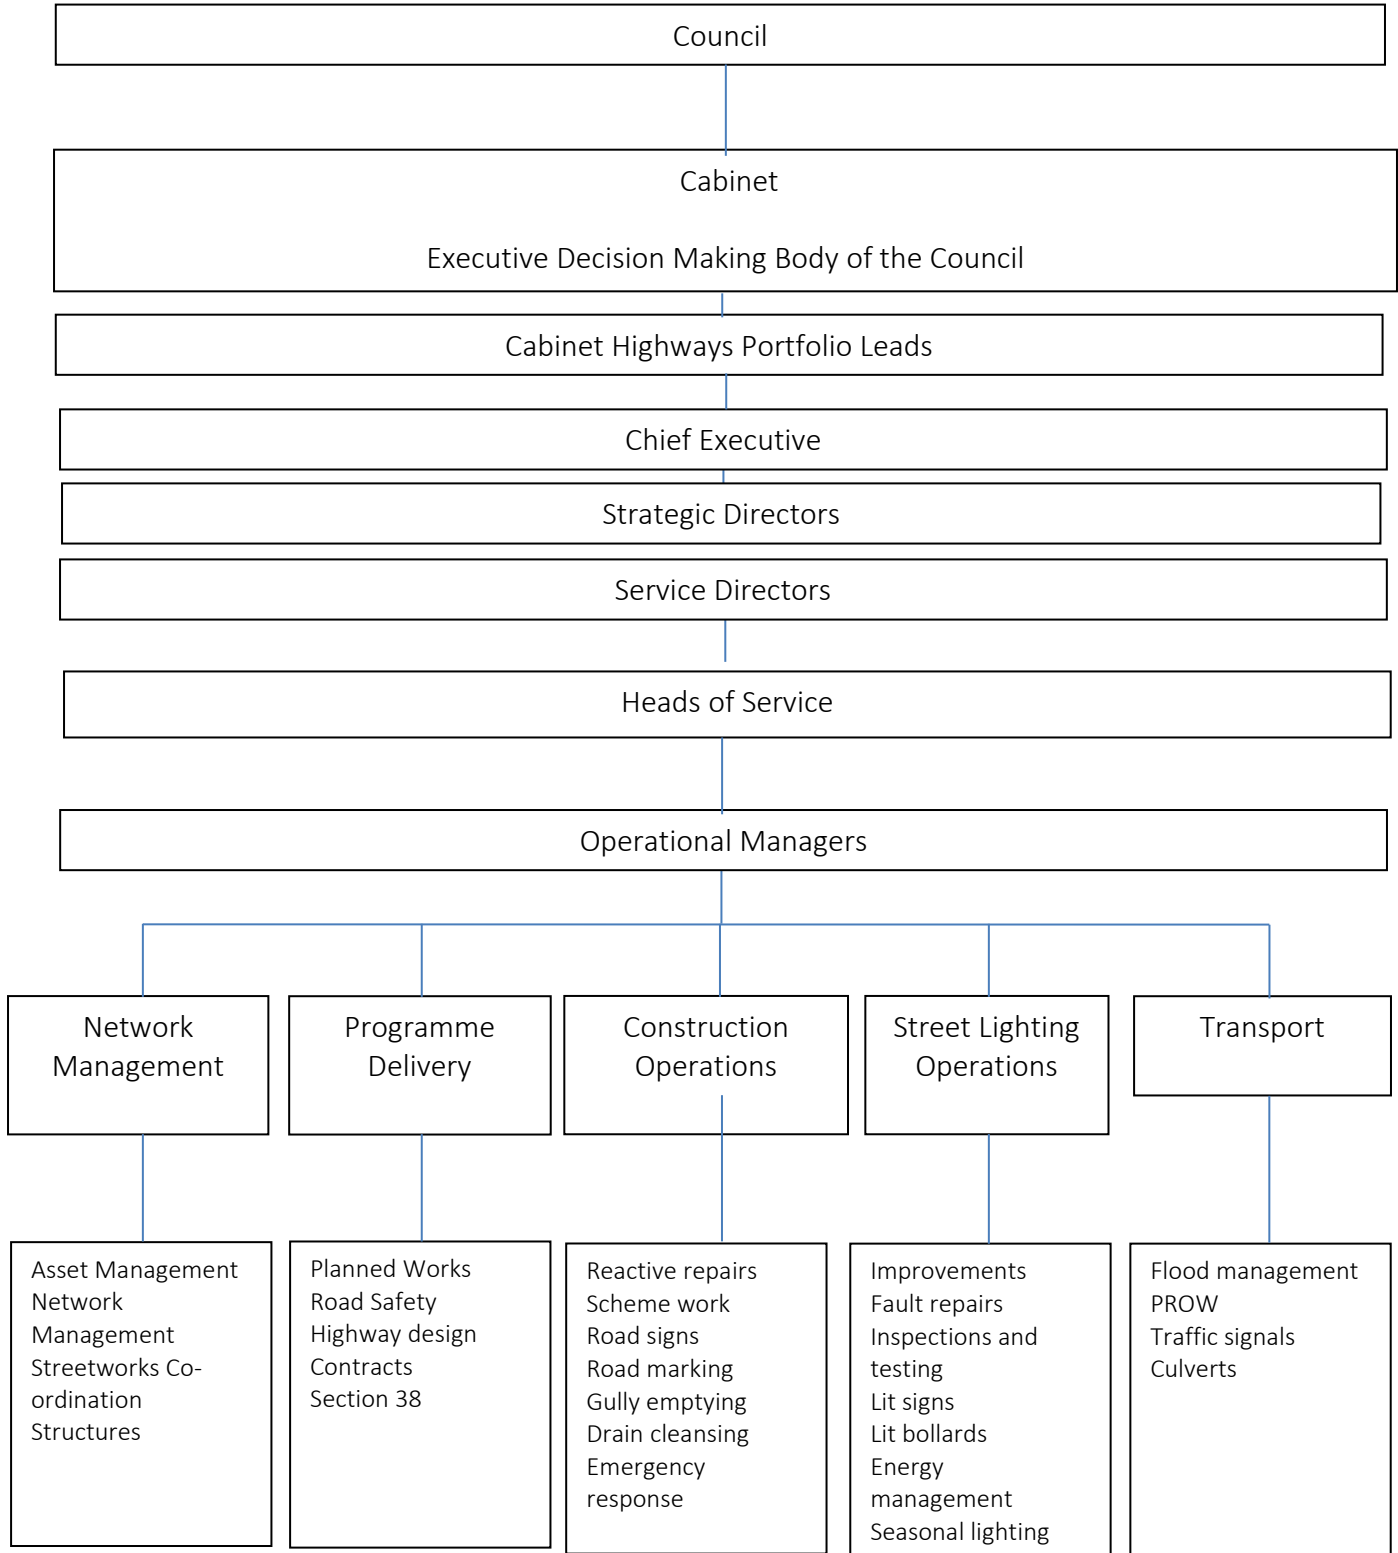 Council
Cabinet
Executive Decision Making Body of the Council
Cabinet Highways Portfolio Leads
Chief Executive
Strategic Directors
Service Directors
Heads of Service
Operational Managers
Network
Management
Programme
Delivery
Construction
Operations
Street Lighting
Operations
Transport
Asset Management
Network
Management
Streetworks Co-
ordination
Structures
Planned Works
Road Safety
Highway design
Contracts
Section 38
Reactive repairs
Scheme work
Road signs
Road marking
Gully emptying
Drain cleansing
Emergency
response
Improvements
Fault repairs
Inspections and
testing
Lit signs
Lit bollards
Energy
management
Seasonal lighting
Flood management
PROW
Traffic signals
Culverts